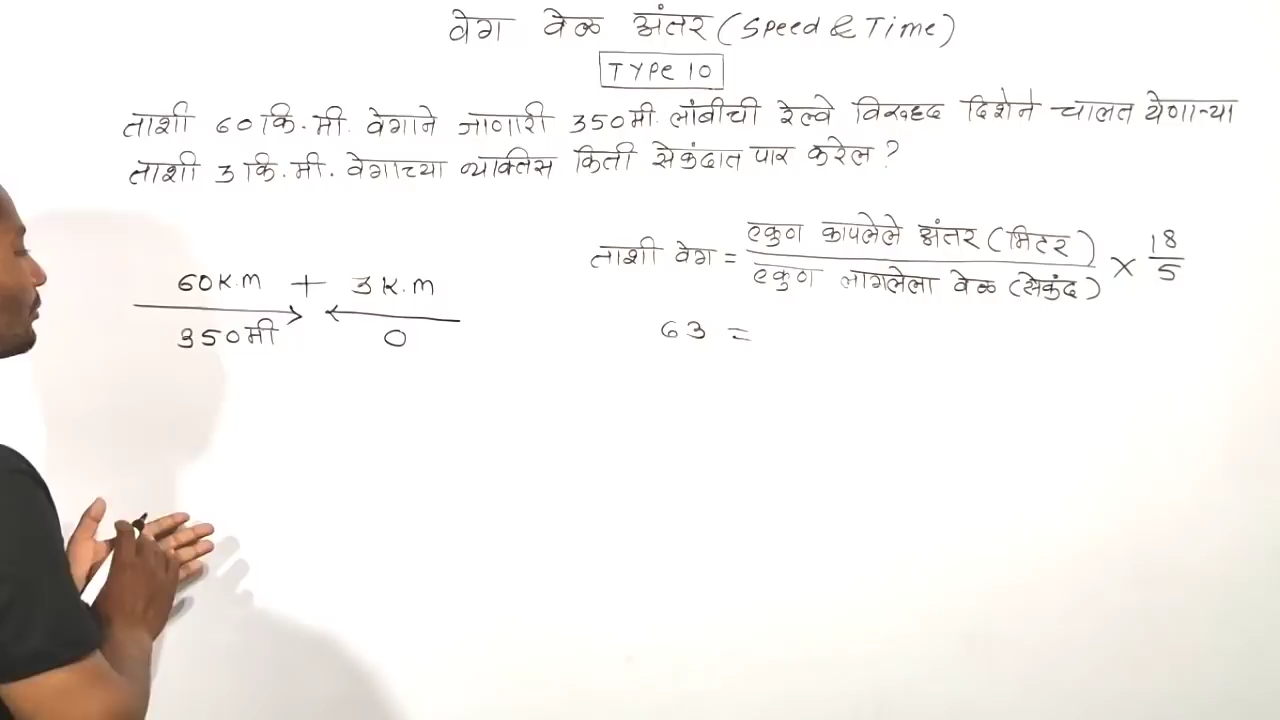 वेग वेळ अंतर (Speed & Time)
TYPe 10
ताशी 60 कि.मी. वेगाने जाणारी 350मी. लांबीची रेल्वे विरुद्द दिशेने चालत येणाऱ्या
ताशी 3 कि.मी. वेगाच्या व्यक्तिस किती सेकंदात पार करेल ?
ताशी वेग = एकुण कापलेले अंतर (मिटर) / एकुण लागलेला वेळ (सेकुंद) × 18/5
60K.m + 3K.m
350मी 0
63 =